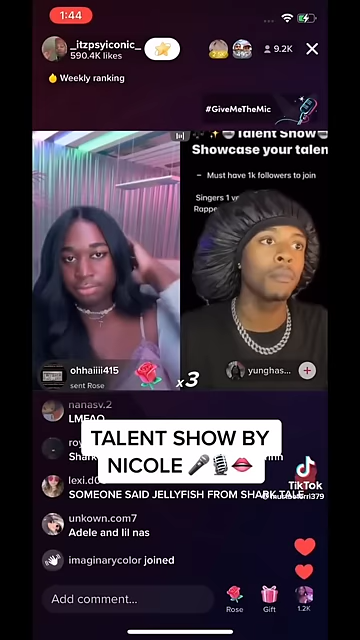 1:44
_itzpsyiconic_
590.4K likes
9.2K
Weekly ranking
#GiveMeTheMic
Talent Show
Showcase your talen
- Must have 1k followers to join
Singers 1 ve
Rappe
ohhaiiii415
sent Rose
x3
yunghas...
nanasv.2
LMFAO
roy
Shark
TALENT SHOW BY
NICOLE 🎤🎙👄
lexi.d0
SOMEONE SAID JELLYFISH FROM SHARK TALE
TikTok
unkown.com7
Adele and lil nas
imaginarycolor joined
Add comment...
Rose
Gift
1.2K